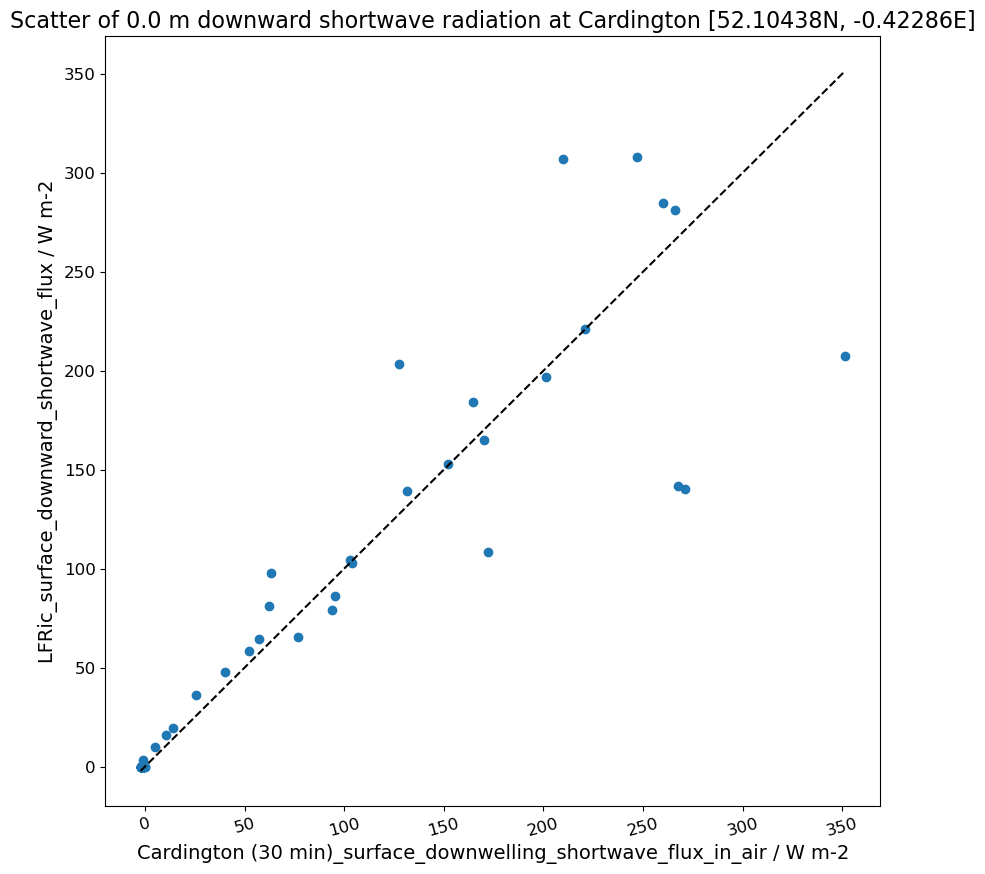 Scatter of 0.0 m downward shortwave radiation at Cardington [52.10438N, -0.42286E]
350
300
250
200
150
100
50
0
LFRic_surface_downward_shortwave_flux / W m-2
0 50 100 150 200 250 300 350
Cardington (30 min)_surface_downwelling_shortwave_flux_in_air / W m-2